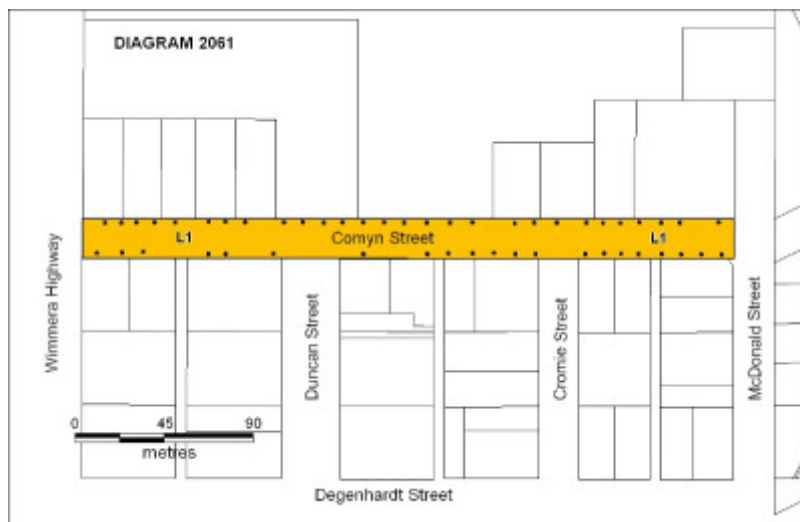 DIAGRAM 2061
L1
Comyn Street
L1
Wimmera Highway
Duncan Street
Cromie Street
McDonald Street
0 45 90
metres
Degenhardt Street